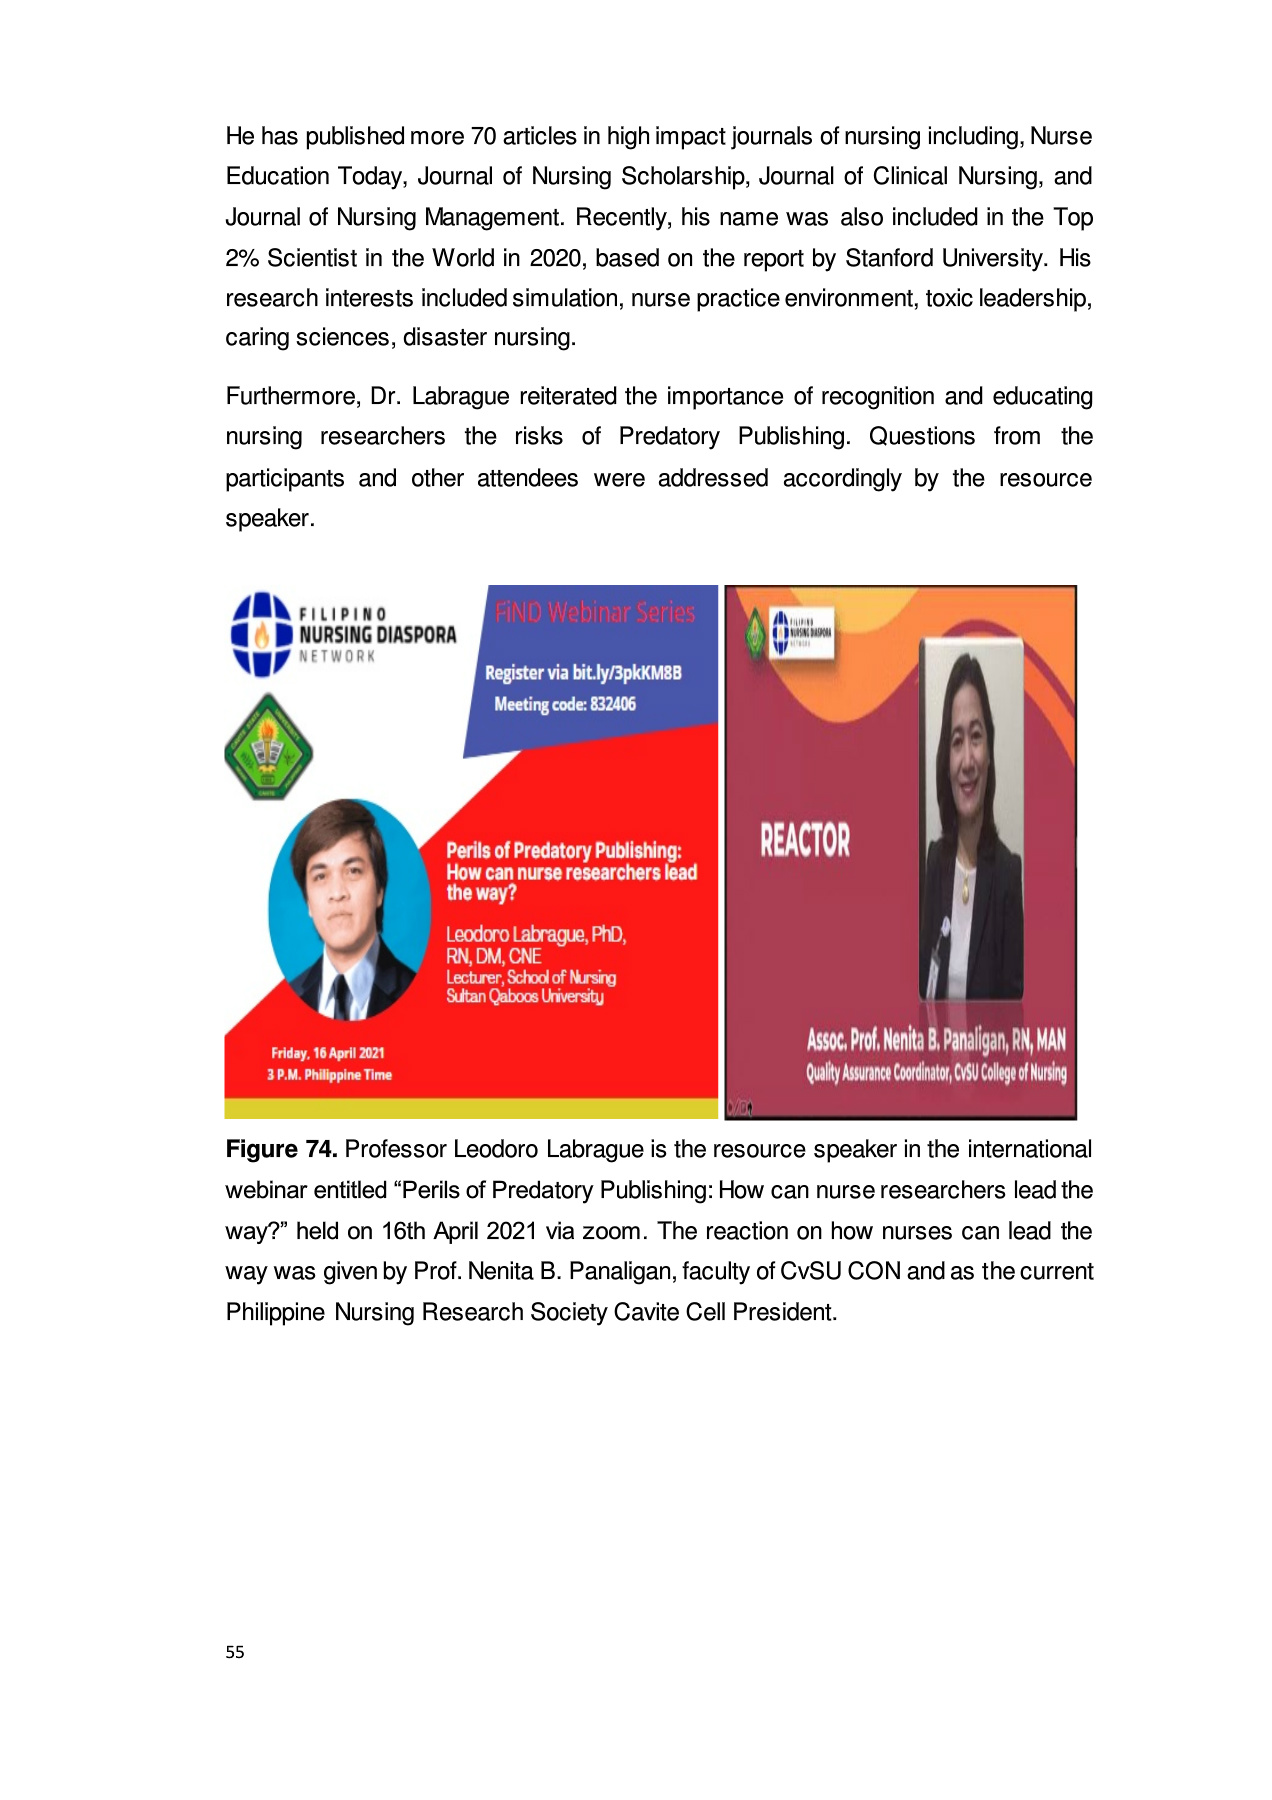 He has published more 70 articles in high impact journals of nursing including, Nurse
Education Today, Journal of Nursing Scholarship, Journal of Clinical Nursing, and
Journal of Nursing Management. Recently, his name was also included in the Top
2% Scientist in the World in 2020, based on the report by Stanford University. His
research interests included simulation, nurse practice environment, toxic leadership,
caring sciences, disaster nursing.
Furthermore, Dr. Labrague reiterated the importance of recognition and educating
nursing researchers the risks of Predatory Publishing. Questions from the
participants and other attendees were addressed accordingly by the resource
speaker.
FILIPINO
NURSING DIASPORA
NETWORK
FiND Webinar Series
Register via bit.ly/3pkKM8B
Meeting code: 832406
Perils of Predatory Publishing:
How can nurse researchers lead
the way?
Leodoro Labrague, PhD,
RN, DM, CNE
Lecturer, School of Nursing
Sultan Qaboos University
Friday, 16 April 2021
3 P.M. Philippine Time
FILIPINO
NURSING DIASPORA
NETWORK
REACTOR
Assoc. Prof. Nenita B. Panaligan, RN, MAN
Quality Assurance Coordinator, CvSU College of Nursing
Figure 74. Professor Leodoro Labrague is the resource speaker in the international
webinar entitled “Perils of Predatory Publishing: How can nurse researchers lead the
way?” held on 16th April 2021 via zoom. The reaction on how nurses can lead the
way was given by Prof. Nenita B. Panaligan, faculty of CvSU CON and as the current
Philippine Nursing Research Society Cavite Cell President.
55